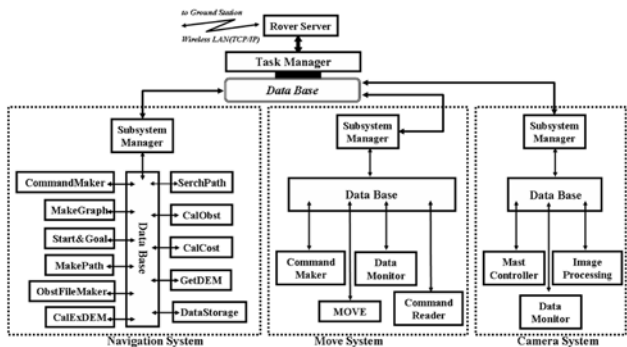 to Ground Station
Rover Server
Wireless LAN(TCP/IP)
Task Manager
Data Base
Subsystem
Manager
CommandMaker
MakeGraph
Start&Goal
MakePath
ObstFileMaker
CalExDEM
Data Base
SerchPath
CalObst
CalCost
GetDEM
DataStorage
Navigation System
Subsystem
Manager
Data Base
Command
Maker
Data
Monitor
MOVE
Command
Reader
Move System
Subsystem
Manager
Data Base
Mast
Controller
Image
Processing
Data
Monitor
Camera System